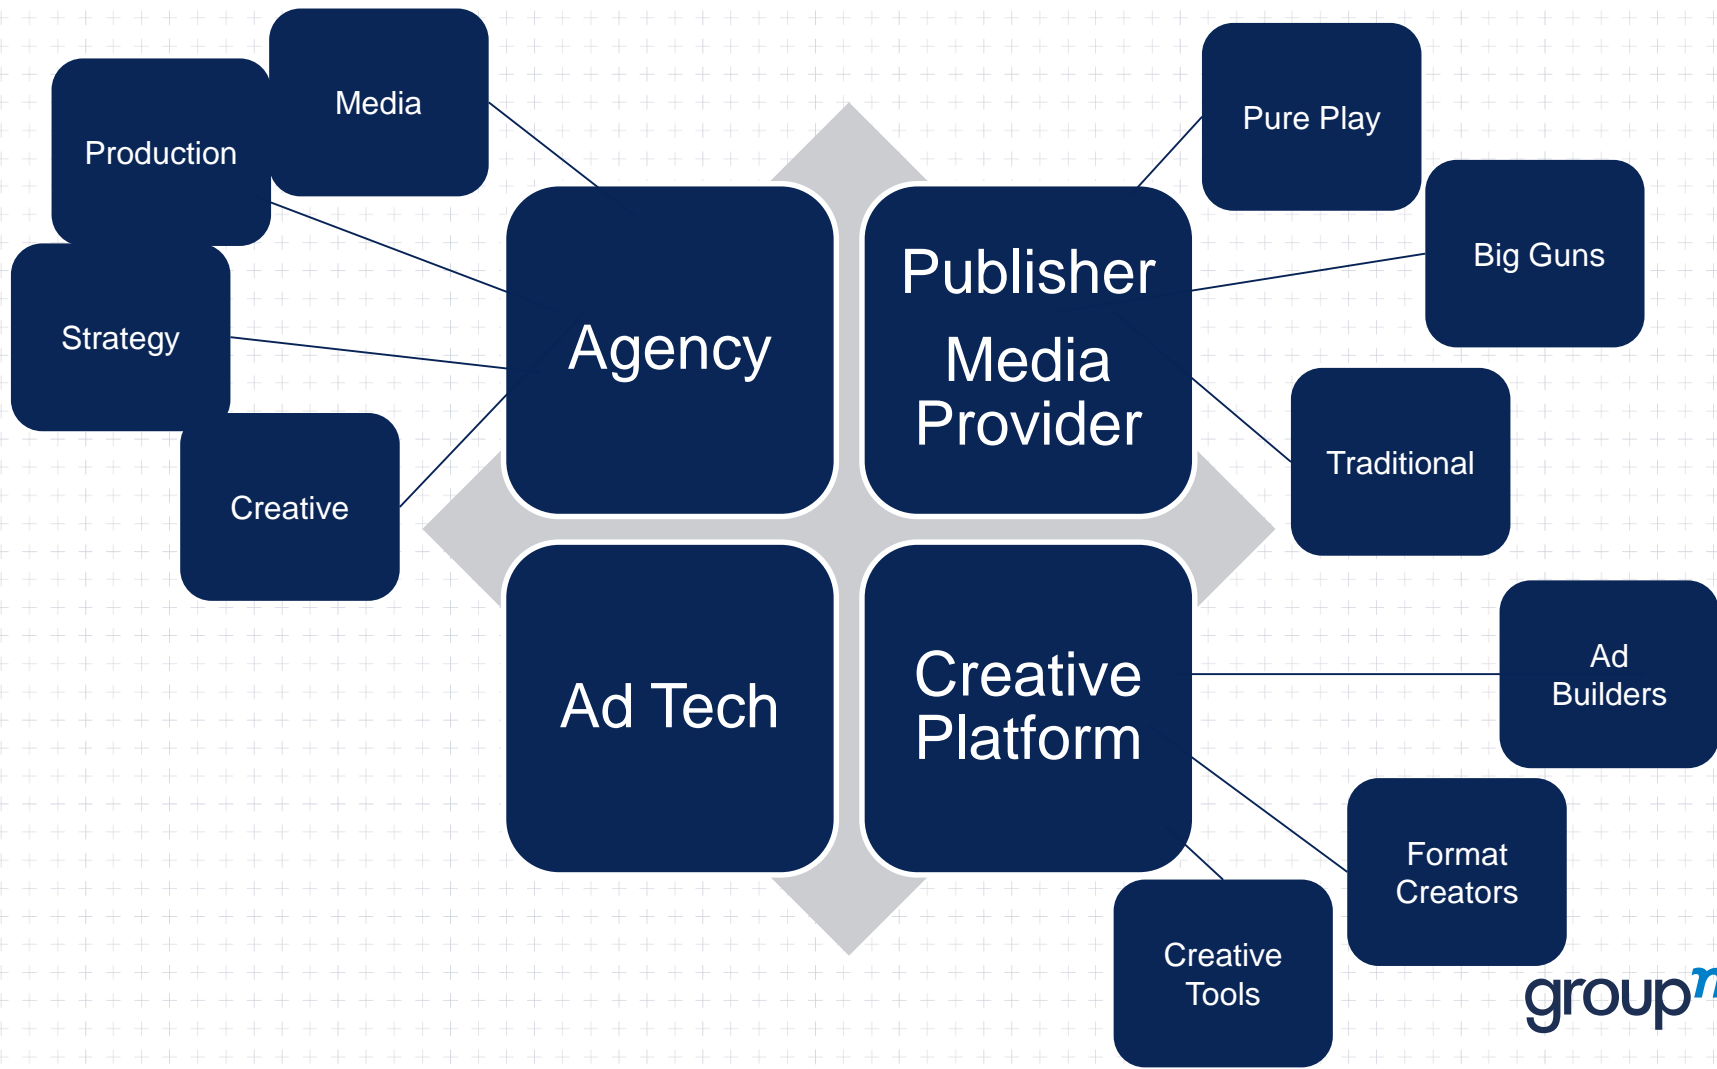 Media
Production
Strategy
Creative
Agency
Publisher
Media
Provider
Pure Play
Big Guns
Traditional
Ad Tech
Creative
Platform
Ad
Builders
Format
Creators
Creative
Tools
groupm